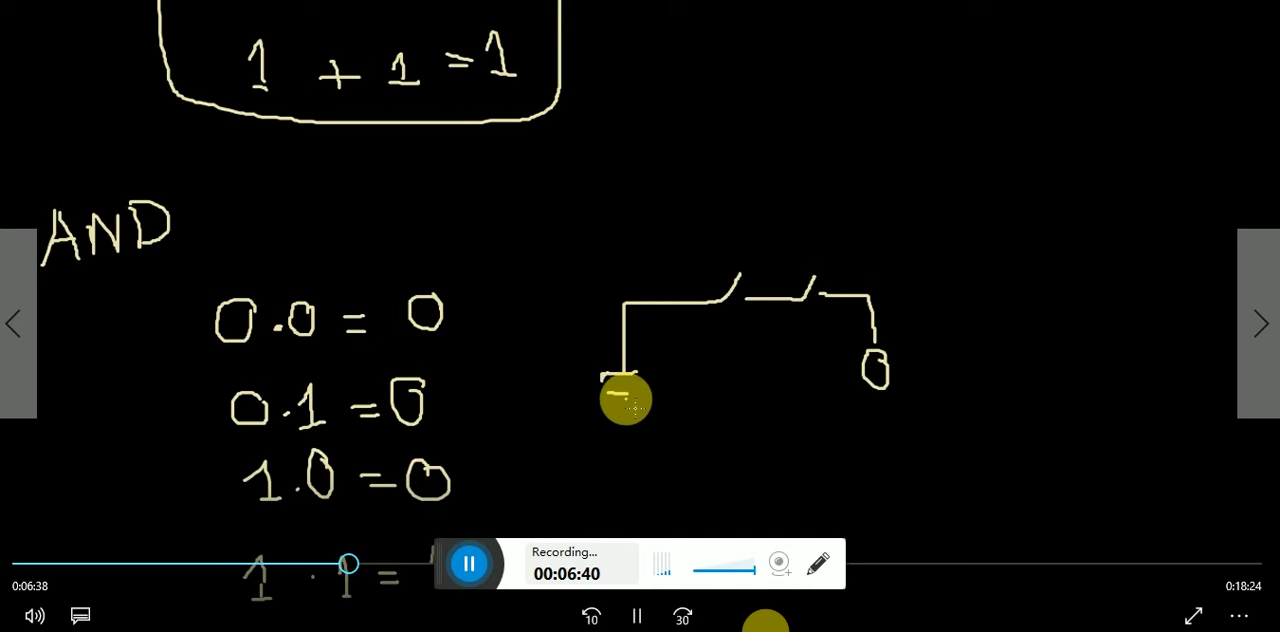 1 + 1 = 1
AND
0.0 = 0
0.1 = 0
1.0 = 0
1 . 1 =
Recording...
00:06:40
0:06:38
0:18:24
10
30